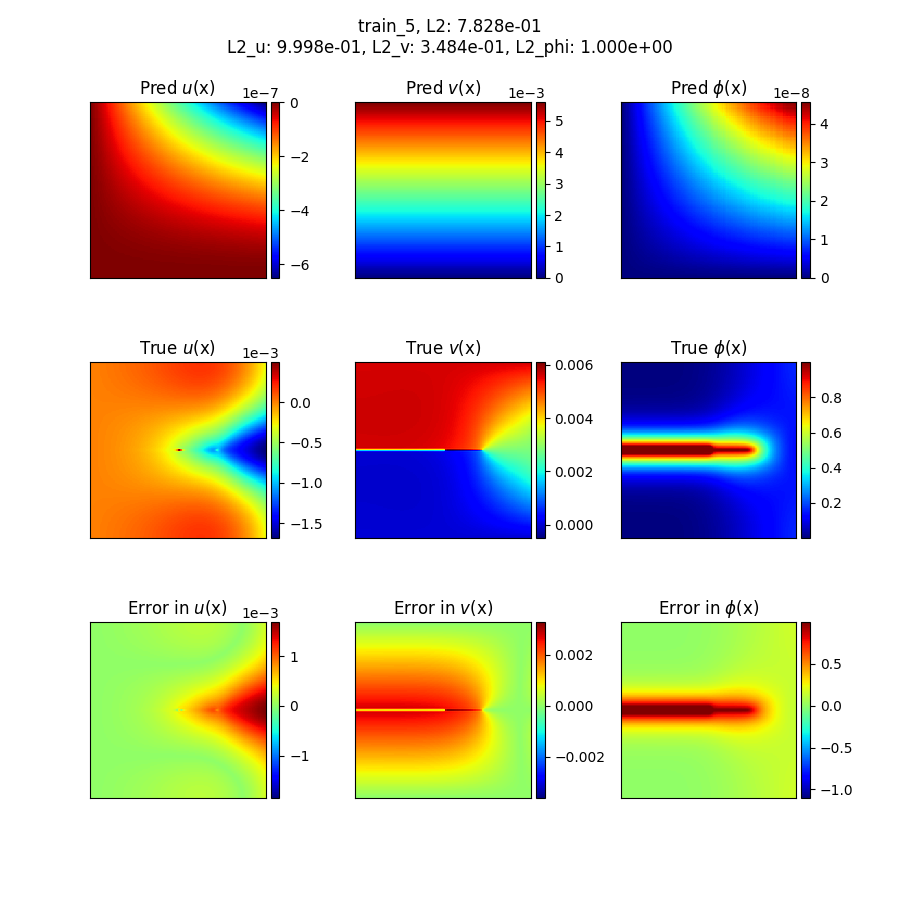 train_5, L2: 7.828e-01
L2_u: 9.998e-01, L2_v: 3.484e-01, L2_phi: 1.000e+00
Pred u(x)
1e−7
0
−2
−4
−6
Pred v(x)
1e−3
5
4
3
2
1
0
Pred ϕ(x)
1e−8
4
3
2
1
0
True u(x)
1e−3
0.0
−0.5
−1.0
−1.5
True v(x)
0.006
0.004
0.002
0.000
True ϕ(x)
0.8
0.6
0.4
0.2
Error in u(x)
1e−3
1
0
−1
Error in v(x)
0.002
0.000
−0.002
Error in ϕ(x)
0.5
0.0
−0.5
−1.0